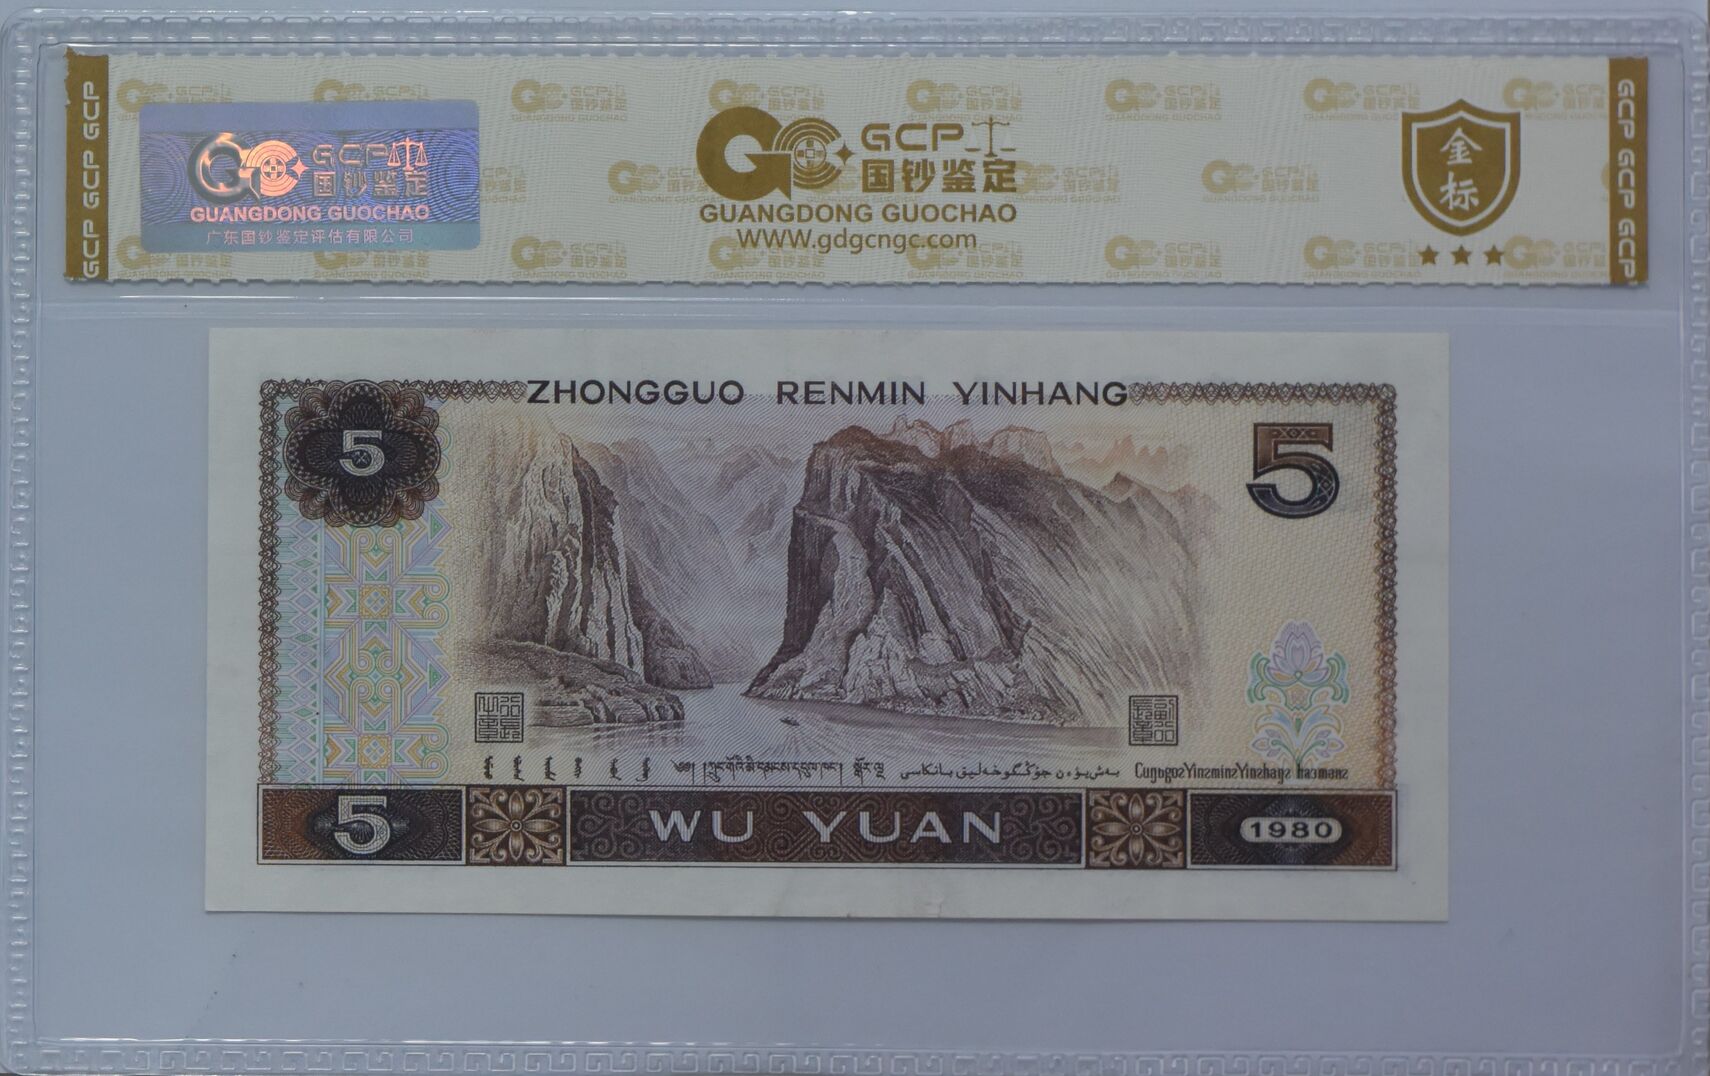 GCP GCP GCP GCP
GCP
国钞鉴定
GUANGDONG GUOCHAO
广东国钞鉴定评估有限公司
GCP
国钞鉴定
GUANGDONG GUOCHAO
WWW.gdgcngc.com
金标
★★★
GCP GCP GCP GCP
ZHONGGUO RENMIN YINHANG
5
5
5
WU YUAN
1980